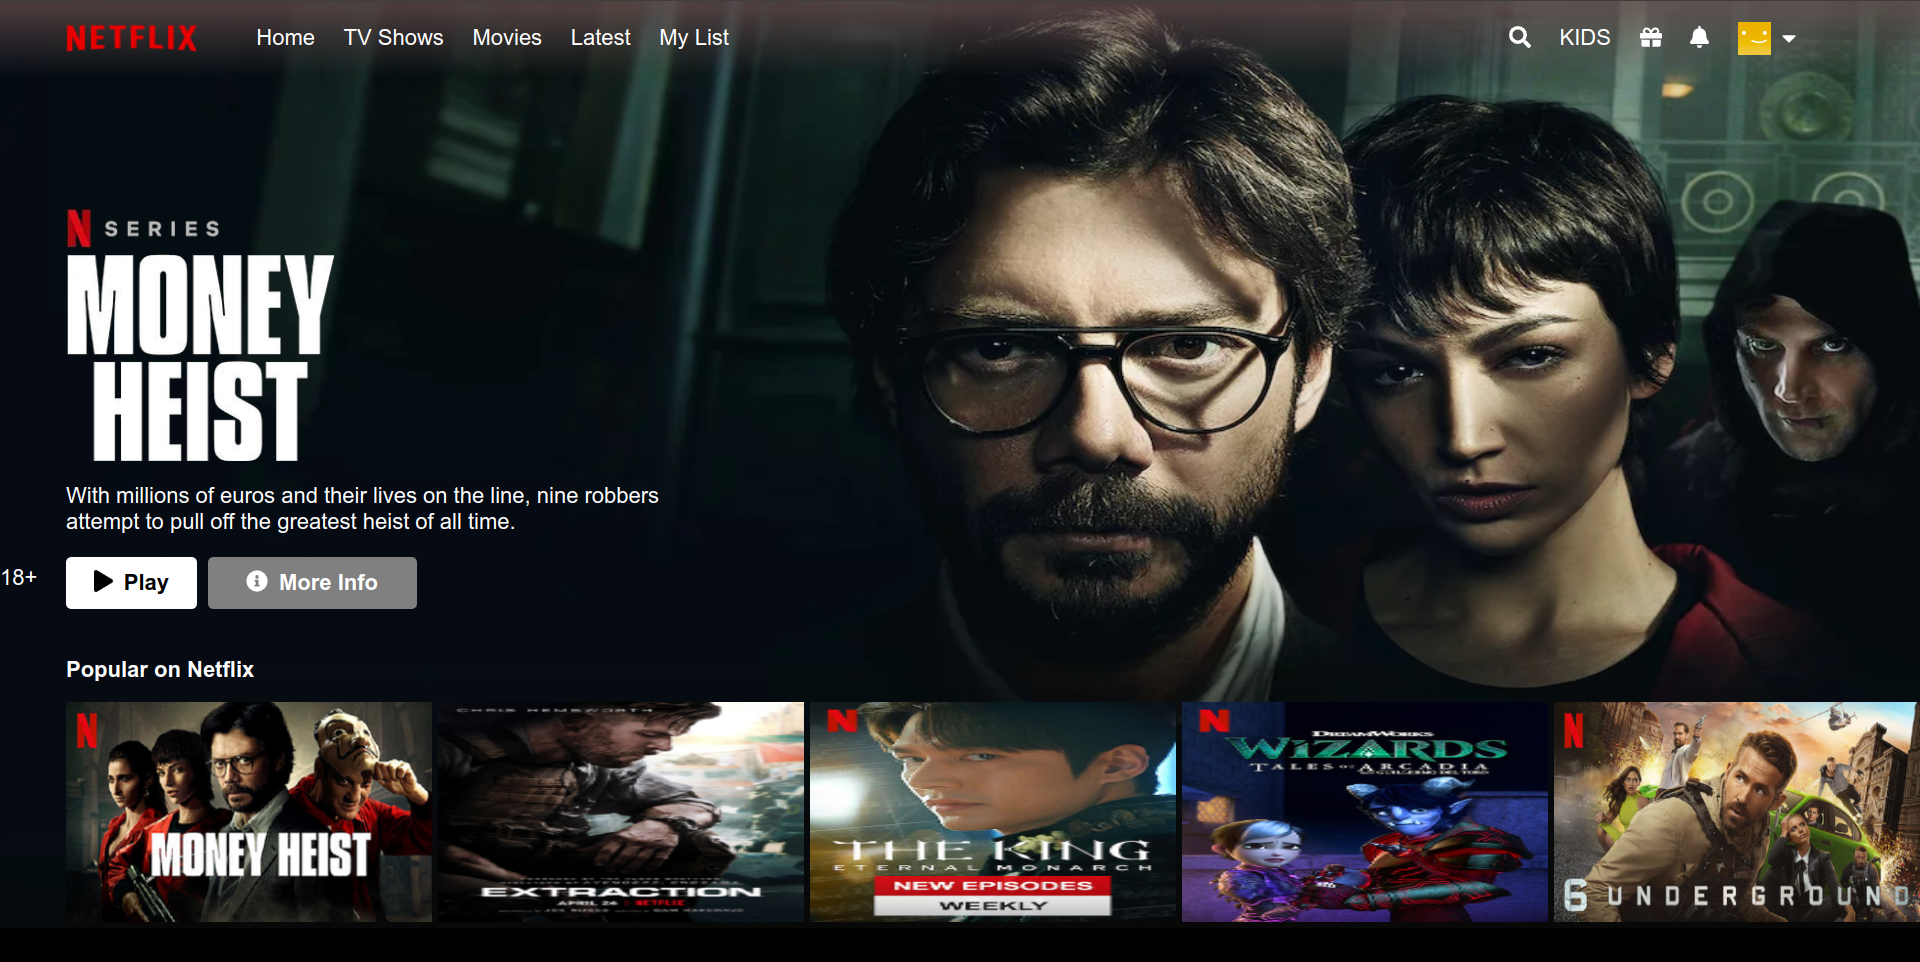 NETFLIX Home TV Shows Movies Latest My List KIDS
N SERIES
MONEY
HEIST
With millions of euros and their lives on the line, nine robbers
attempt to pull off the greatest heist of all time.
18+ Play More Info
Popular on Netflix
N
MONEY HEIST
CHRIS HEMSWORTH
EXTRACTION
APRIL 24 NETFLIX
N
THE KING
ETERNAL MONARCH
NEW EPISODES
WEEKLY
N
DREAMWORKS
WIZARDS
TALES OF ARCADIA
GUILLERMO DEL TORO
N
6 UNDERGROUND